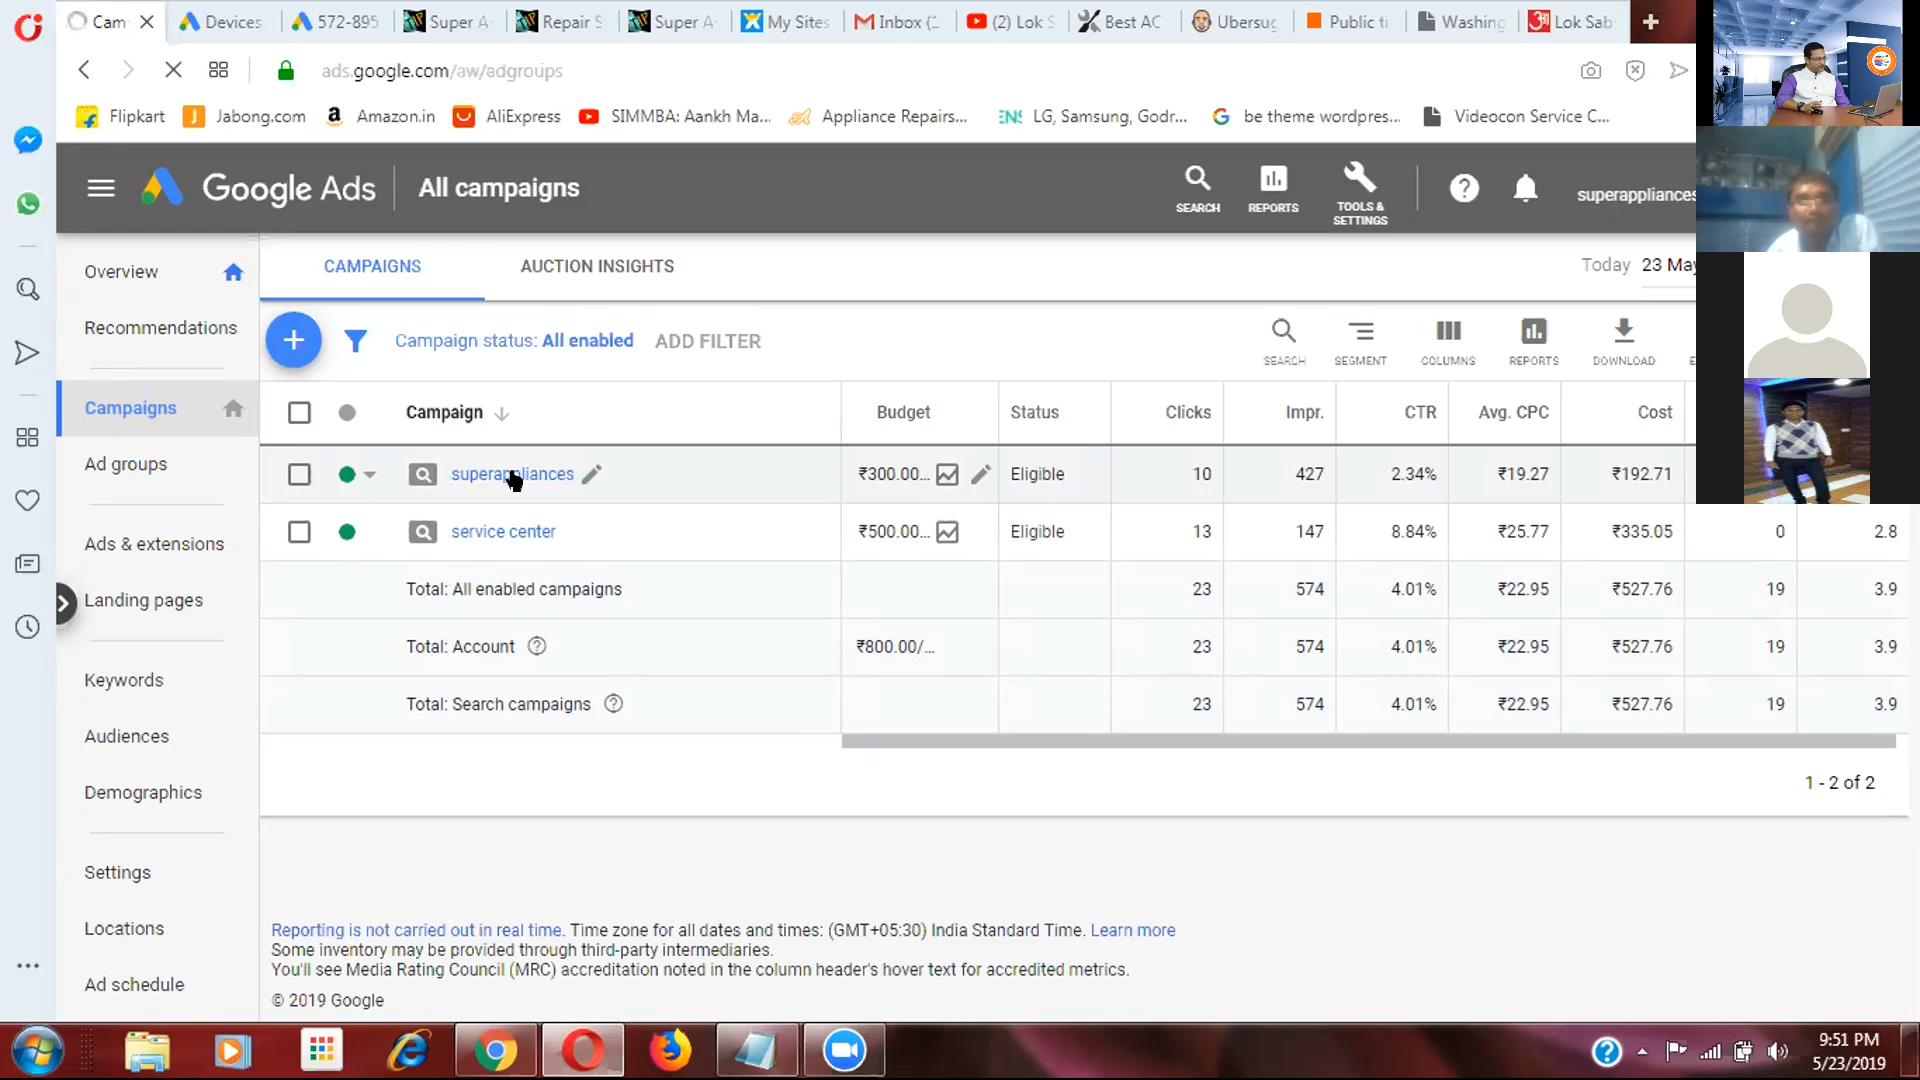 Cam
Devices
572-895
Super A
Repair S
Super A
My Sites
Inbox (
(2) Lok S
Best AC
Ubersug
Public ti
Washing
Lok Sab
ads.google.com/aw/adgroups
Flipkart
Jabong.com
Amazon.in
AliExpress
SIMMBA: Aankh Ma...
Appliance Repairs...
LG, Samsung, Godr...
be theme wordpres...
Videocon Service C...
Google Ads
All campaigns
SEARCH
REPORTS
TOOLS &
SETTINGS
superappliances
Overview
Recommendations
Campaigns
Ad groups
Ads & extensions
Landing pages
Keywords
Audiences
Demographics
Settings
Locations
Ad schedule
CAMPAIGNS
AUCTION INSIGHTS
Today 23 May
Campaign status: All enabled
ADD FILTER
SEARCH
SEGMENT
COLUMNS
REPORTS
DOWNLOAD
Campaign Budget Status Clicks Impr. CTR Avg. CPC Cost
superappliances ₹300.00... Eligible 10 427 2.34% ₹19.27 ₹192.71
service center ₹500.00... Eligible 13 147 8.84% ₹25.77 ₹335.05 0 2.8
Total: All enabled campaigns 23 574 4.01% ₹22.95 ₹527.76 19 3.9
Total: Account ₹800.00/... 23 574 4.01% ₹22.95 ₹527.76 19 3.9
Total: Search campaigns 23 574 4.01% ₹22.95 ₹527.76 19 3.9
1 - 2 of 2
Reporting is not carried out in real time. Time zone for all dates and times: (GMT+05:30) India Standard Time. Learn more
Some inventory may be provided through third-party intermediaries.
You'll see Media Rating Council (MRC) accreditation noted in the column header's hover text for accredited metrics.
© 2019 Google
9:51 PM
5/23/2019